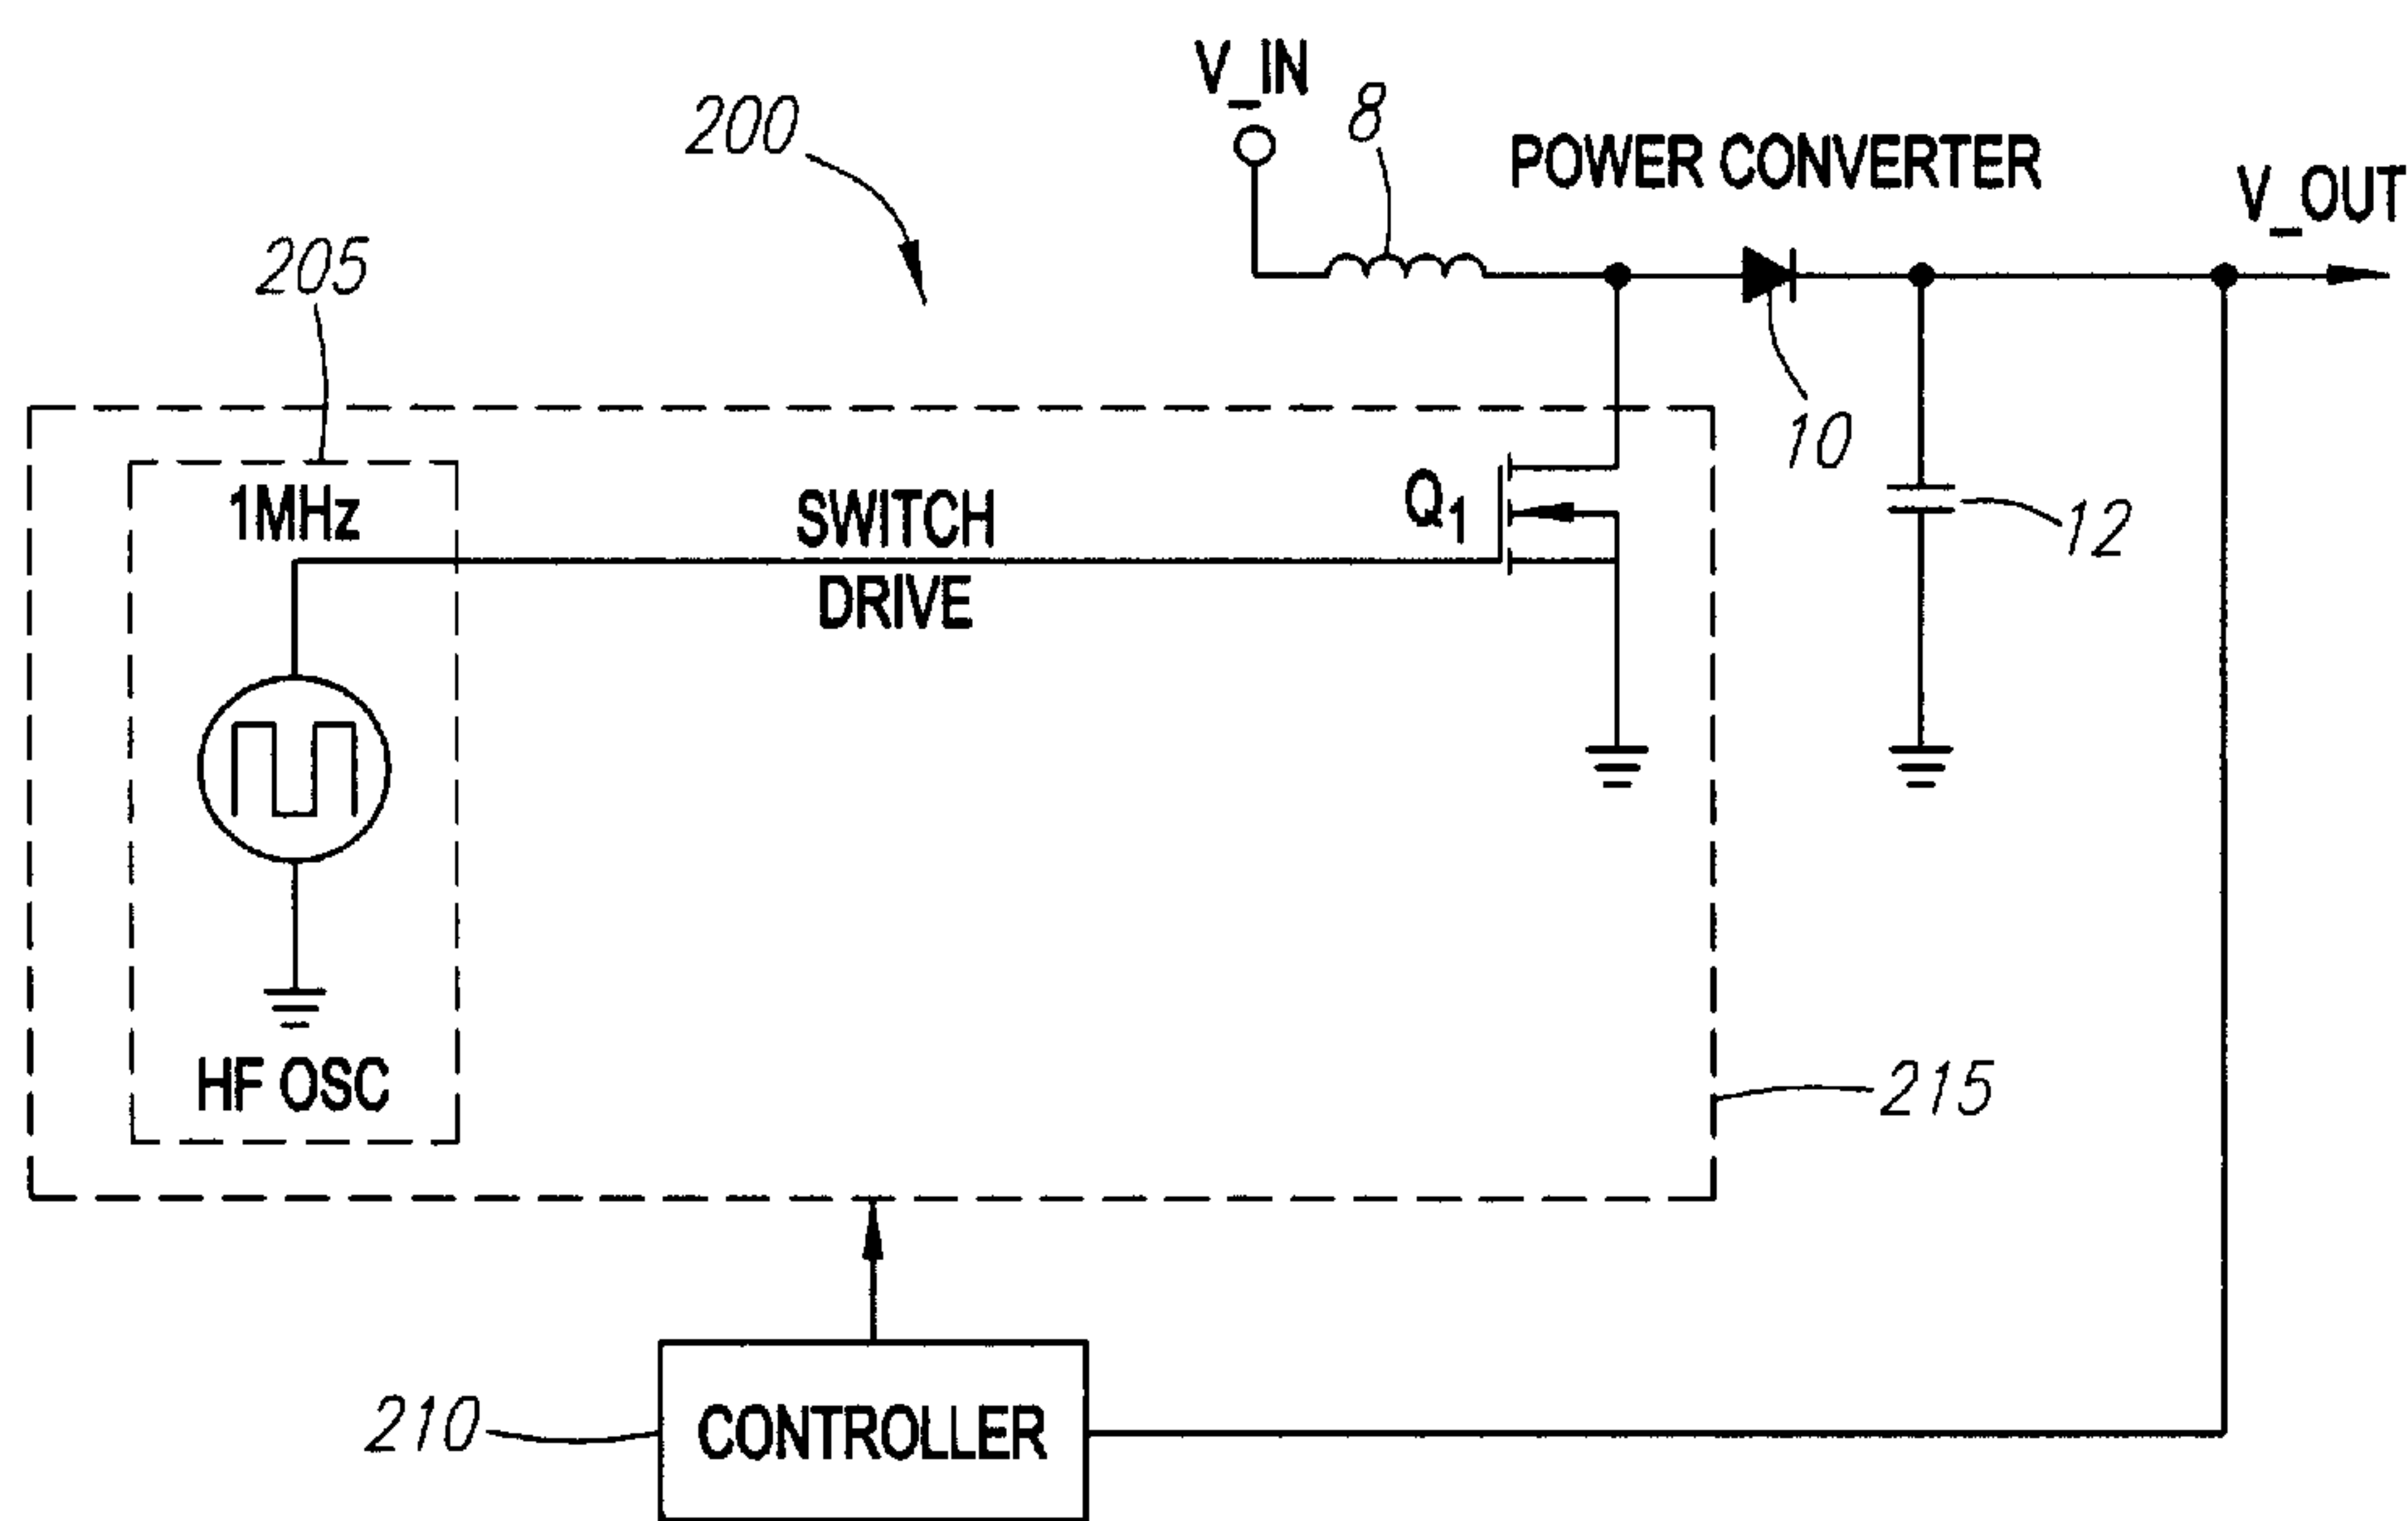 V_IN
8
200
POWER CONVERTER
V_OUT
205
10
1MHz
SWITCH
DRIVE
Q1
12
HF OSC
215
210
CONTROLLER